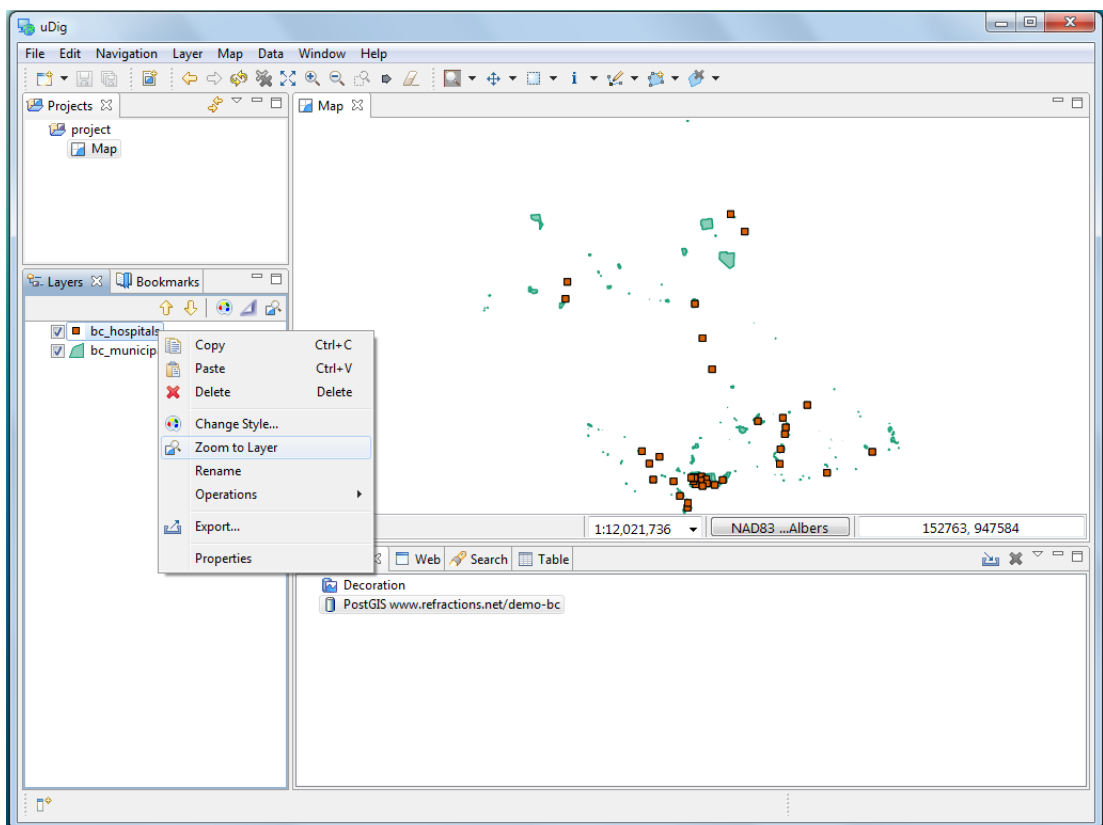 uDig
File Edit Navigation Layer Map Data Window Help
Projects
Map
project
Map
Layers Bookmarks
bc_hospitals
bc_municip
Copy Ctrl+C
Paste Ctrl+V
Delete Delete
Change Style...
Zoom to Layer
Rename
Operations
Export...
Properties
1:12,021,736 NAD83 ...Albers 152763, 947584
Web Search Table
Decoration
PostGIS www.refractions.net/demo-bc